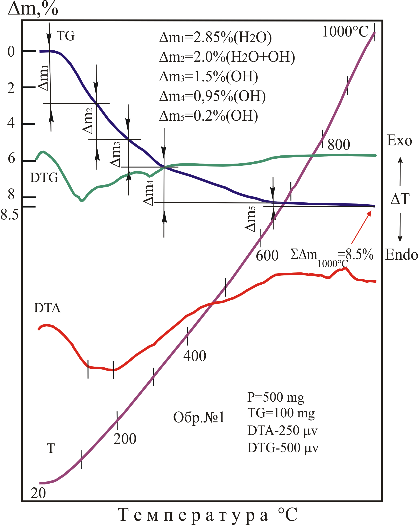 Δm,%
TG
1000°C
Δm₁=2.85%(H2O)
Δm₂=2.0%(H2O+OH)
Δm₃=1.5%(OH)
Δm₄=0,95%(OH)
Δm₅=0.2%(OH)
0
2
4
6
8
8.5
Δm₁
Δm₂
Δm₃
Δm₄
Δm₅
800
Exo
ΔT
Endo
DTG
600
ΣΔm₁₀₀₀°C=8.5%
DTA
400
Обр.№1
P=500 mg
TG=100 mg
DTA-250 μv
DTG-500 μv
T
200
20
Температура °C